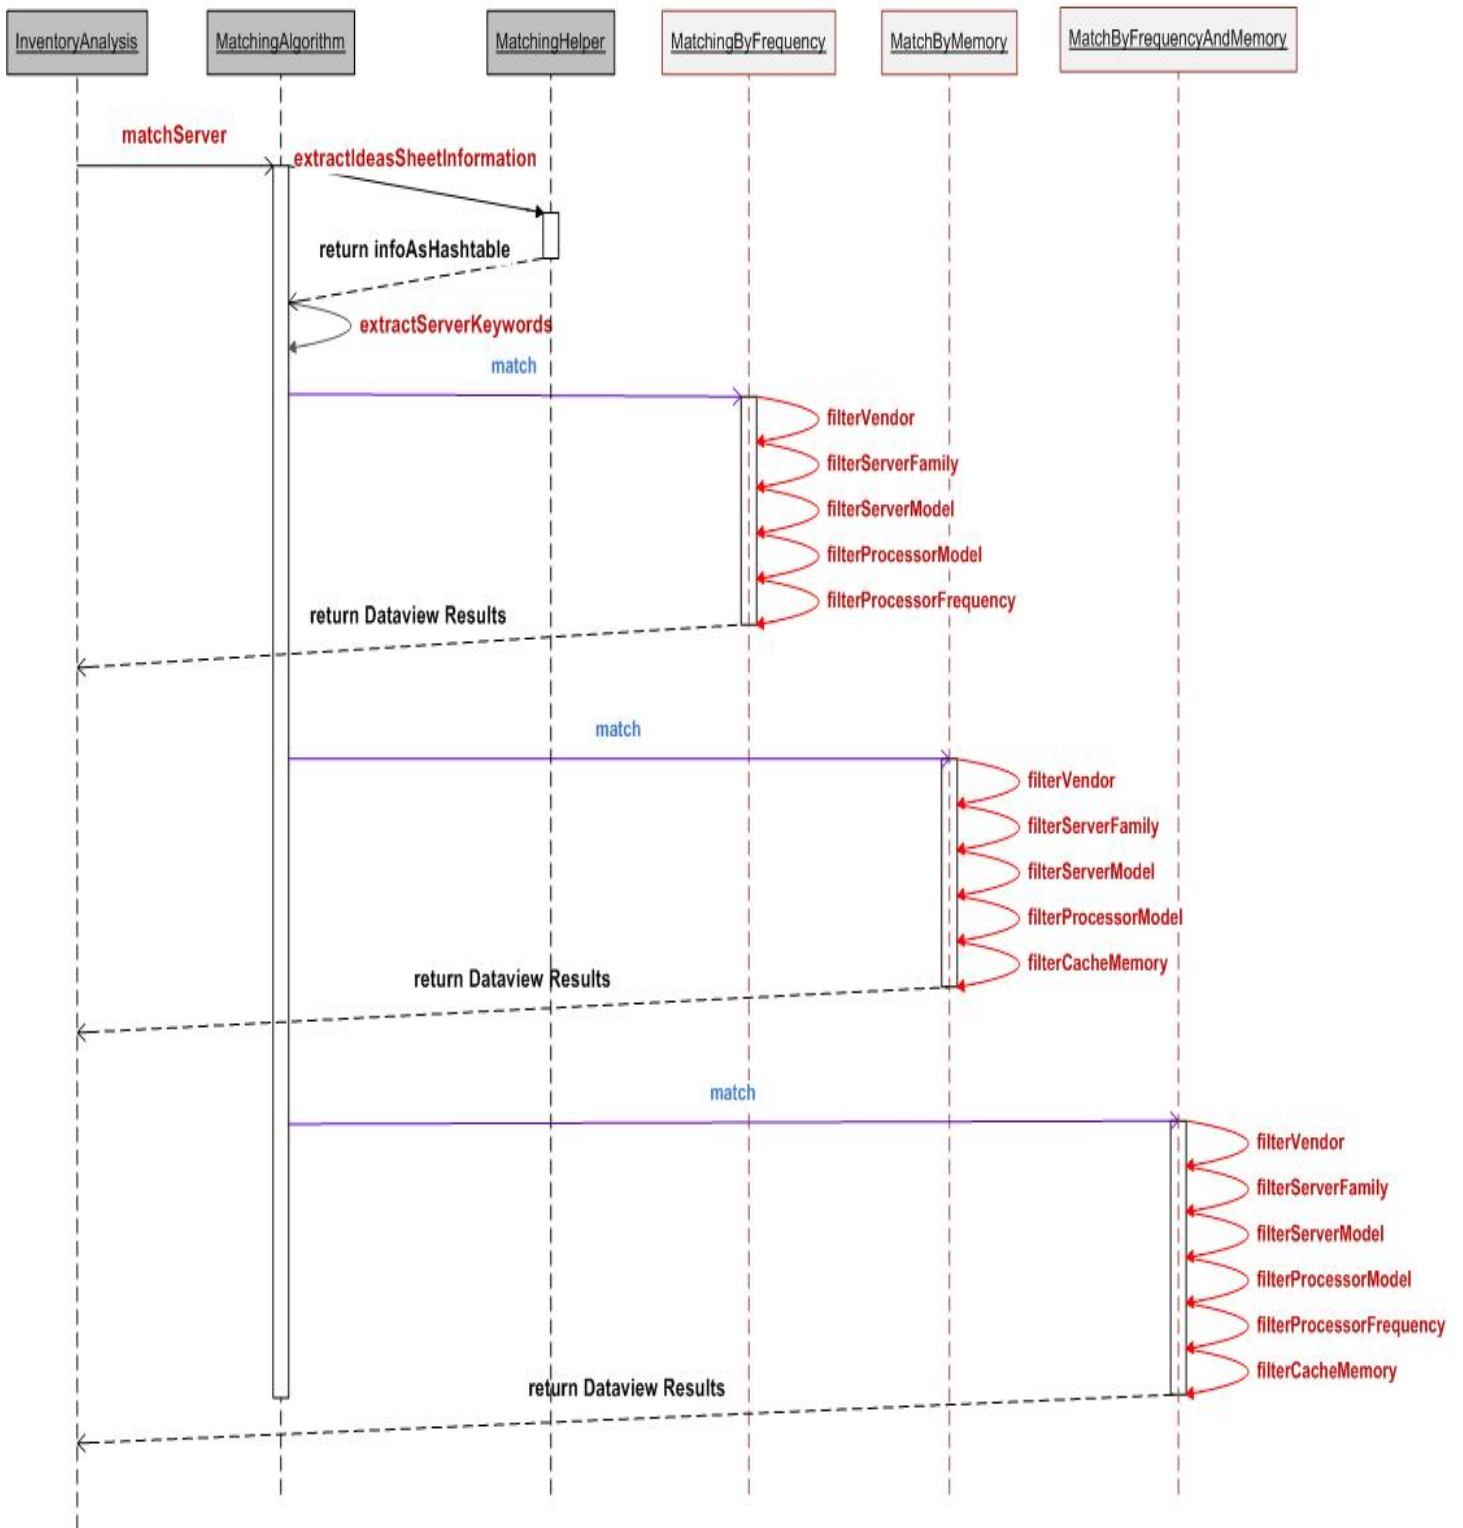 InventoryAnalysis
MatchingAlgorithm
MatchingHelper
MatchingByFrequency
MatchByMemory
MatchByFrequencyAndMemory
matchServer
extractIdeasSheetInformation
return infoAsHashtable
extractServerKeywords
match
filterVendor
filterServerFamily
filterServerModel
filterProcessorModel
filterProcessorFrequency
return Dataview Results
match
filterVendor
filterServerFamily
filterServerModel
filterProcessorModel
filterCacheMemory
return Dataview Results
match
filterVendor
filterServerFamily
filterServerModel
filterProcessorModel
filterProcessorFrequency
filterCacheMemory
return Dataview Results